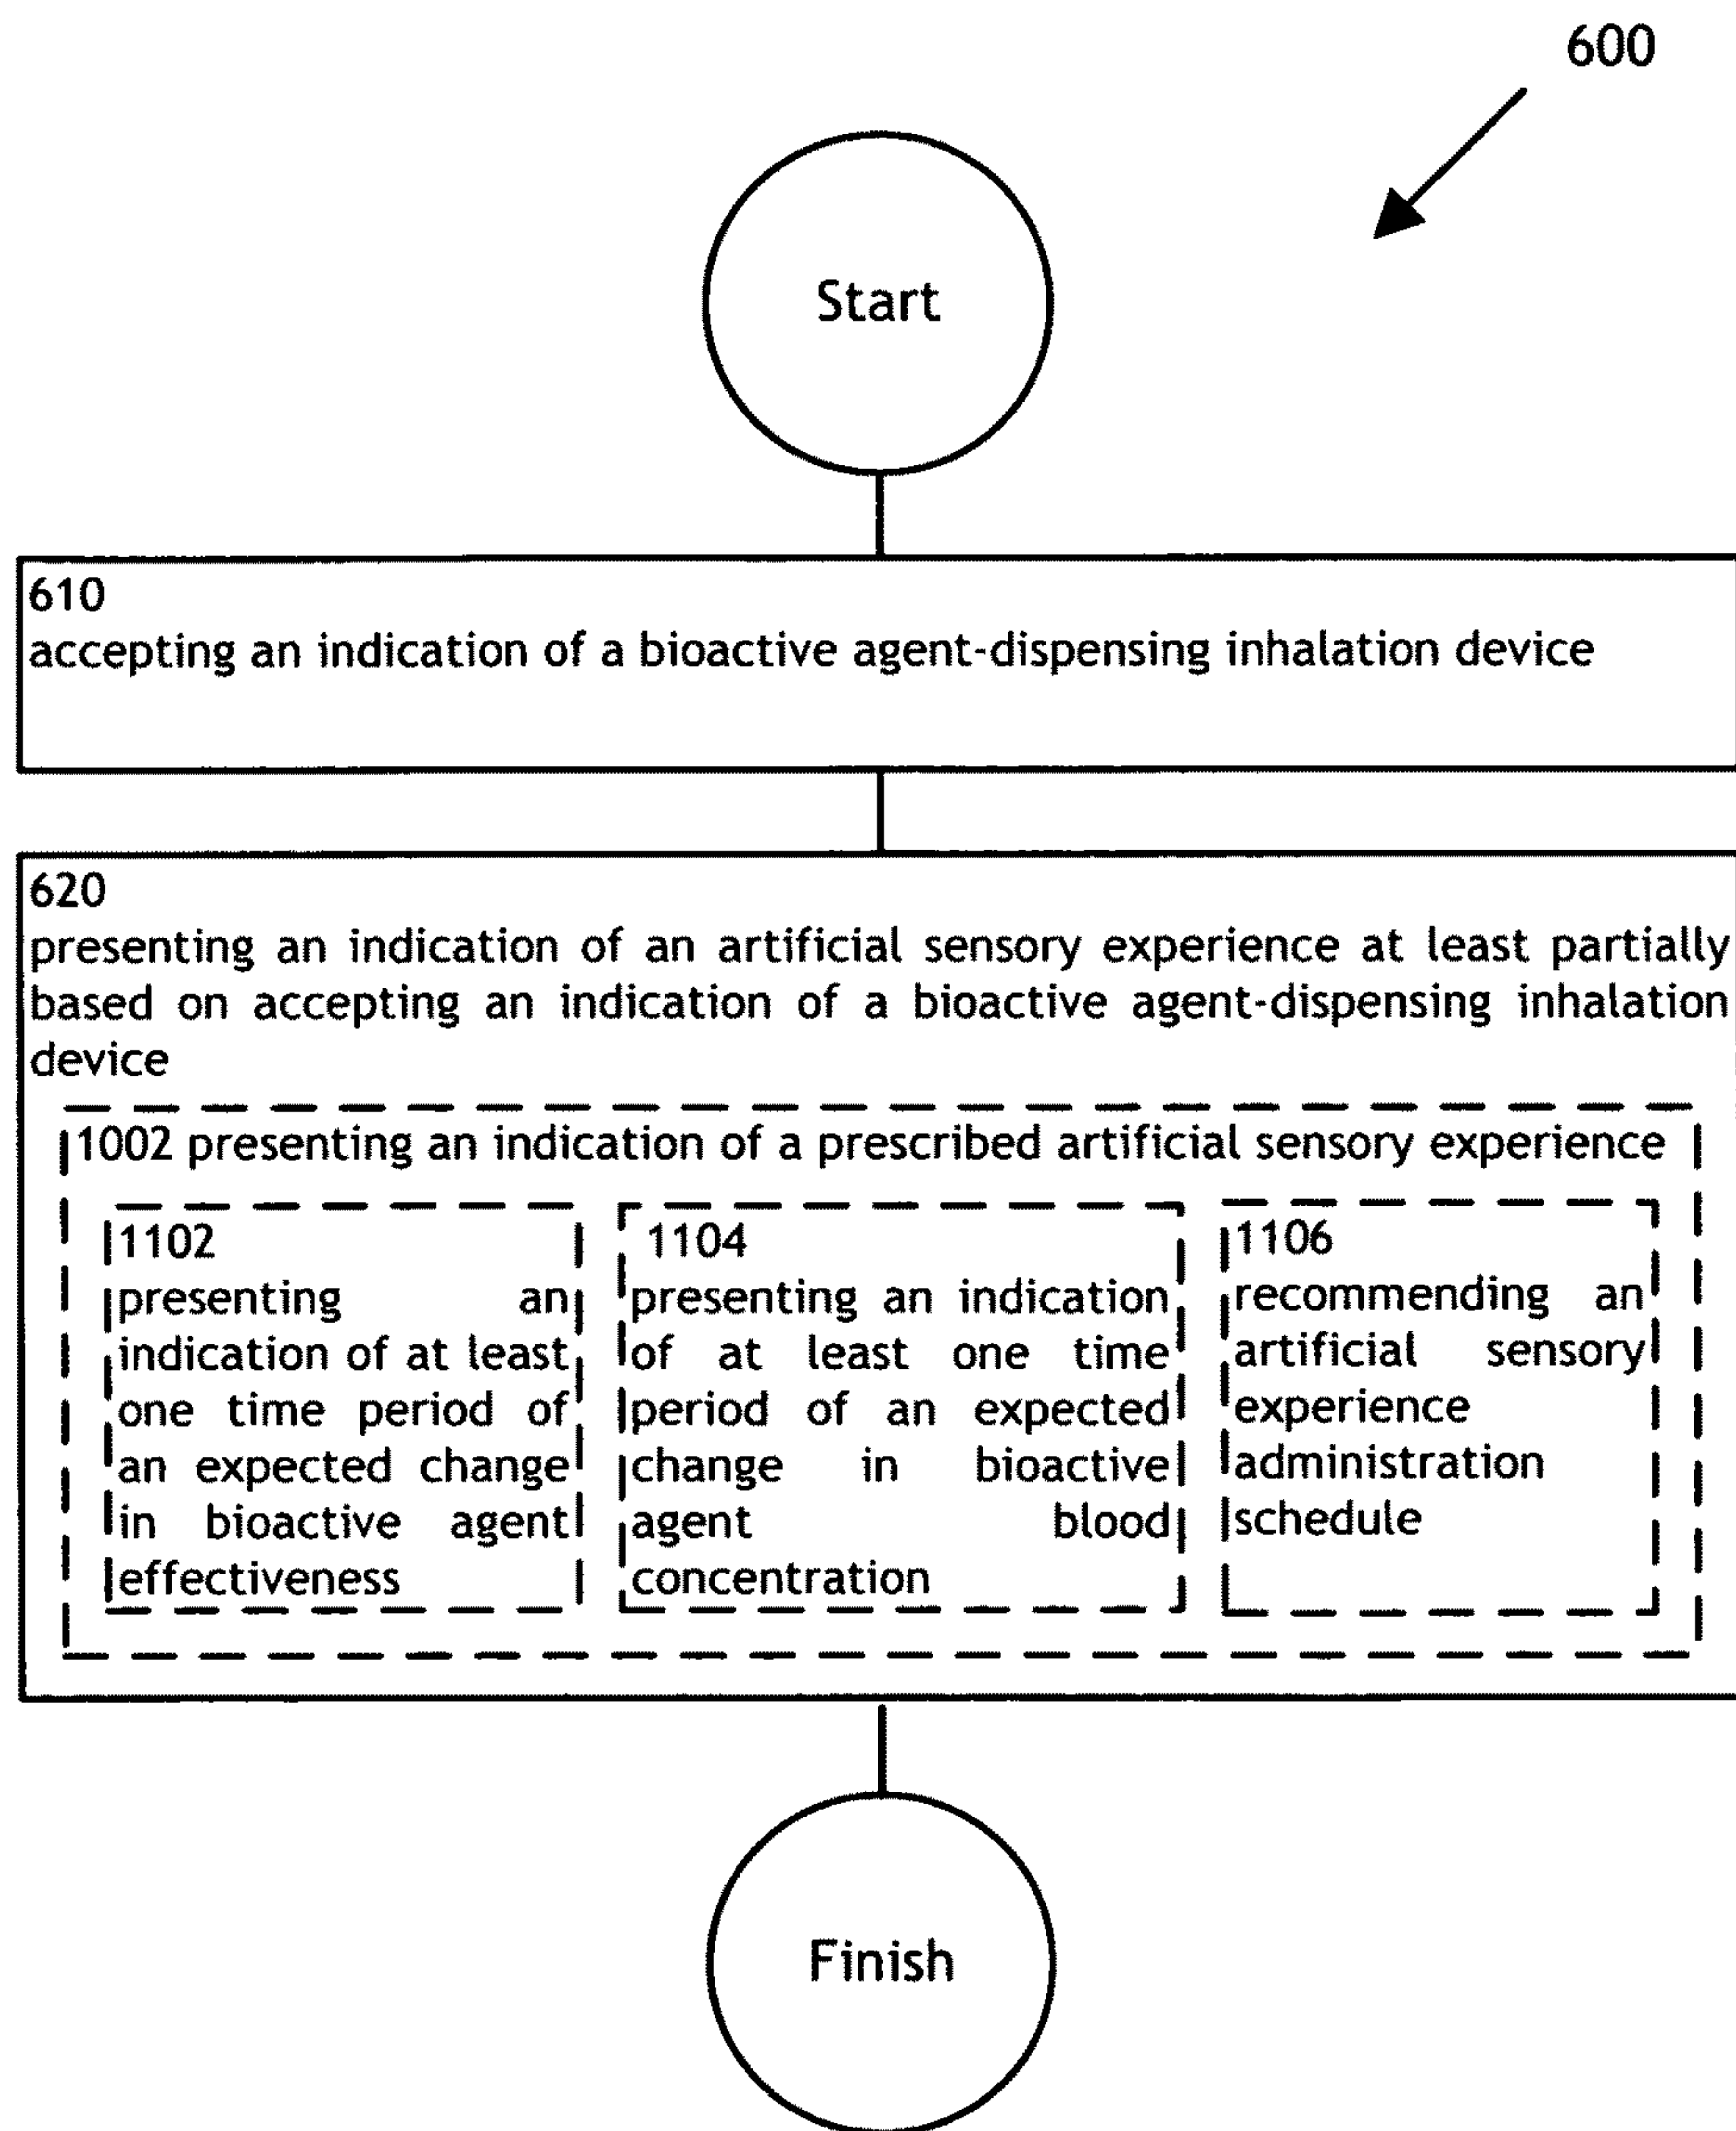 600
Start
610
accepting an indication of a bioactive agent-dispensing inhalation device
620
presenting an indication of an artificial sensory experience at least partially
based on accepting an indication of a bioactive agent-dispensing inhalation
device
1002 presenting an indication of a prescribed artificial sensory experience
1102
presenting an
indication of at least
one time period of
an expected change
in bioactive agent
effectiveness
1104
presenting an indication
of at least one time
period of an expected
change in bioactive
agent blood
concentration
1106
recommending an
artificial sensory
experience
administration
schedule
Finish